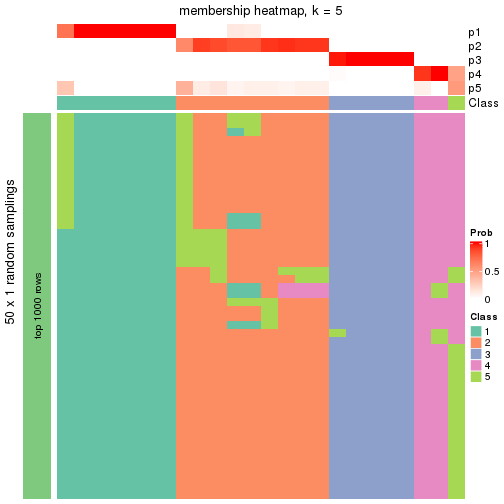 membership heatmap, k = 5
p1
p2
p3
p4
p5
Class
50 x 1 random samplings
top 1000 rows
Prob
1
0.5
0
Class
1
2
3
4
5